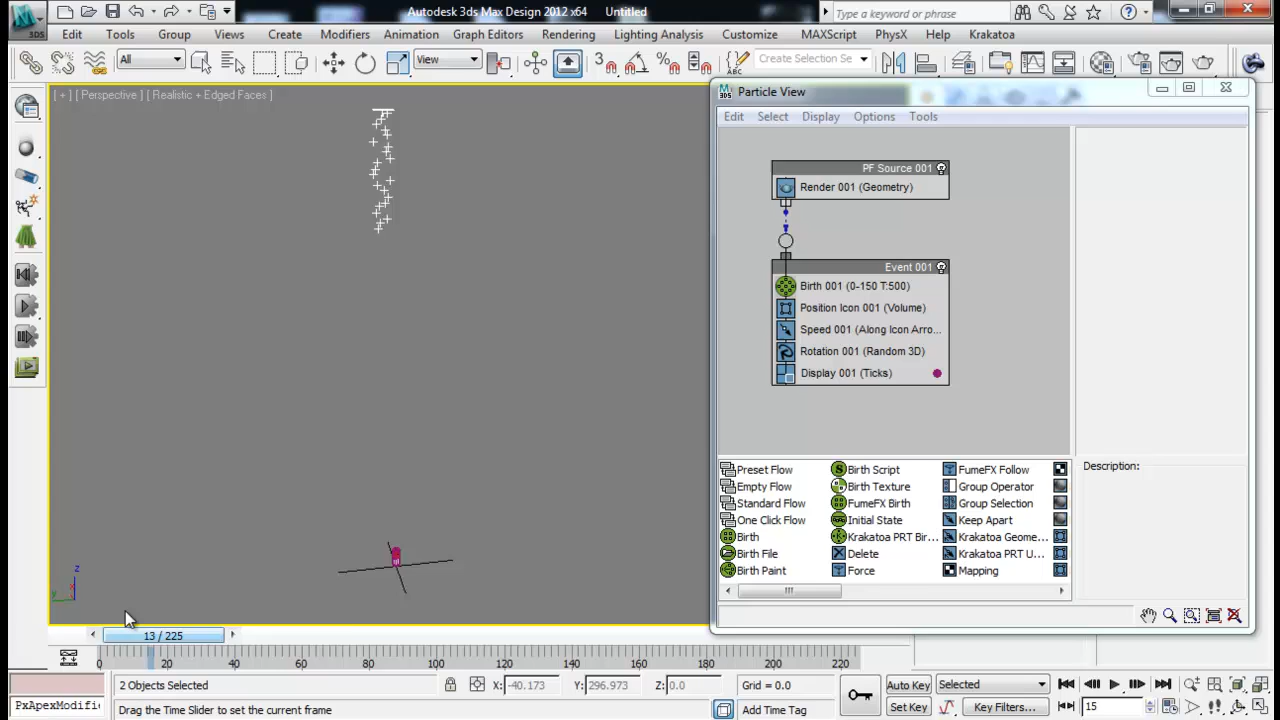 Autodesk 3ds Max Design 2012 x64 Untitled
Type a keyword or phrase
3DS
Edit Tools Group Views Create Modifiers Animation Graph Editors Rendering Lighting Analysis Customize MAXScript PhysX Help Krakatoa
All
View
3
Create Selection Se
[ + ] [ Perspective ] [ Realistic + Edged Faces ]
Particle View
Edit Select Display Options Tools
PF Source 001
Render 001 (Geometry)
Event 001
Birth 001 (0-150 T:500)
Position Icon 001 (Volume)
Speed 001 (Along Icon Arro...
Rotation 001 (Random 3D)
Display 001 (Ticks)
Preset Flow Birth Script FumeFX Follow
Empty Flow Birth Texture Group Operator
Standard Flow FumeFX Birth Group Selection
One Click Flow Initial State Keep Apart
Birth Krakatoa PRT Bir... Krakatoa Geome...
Birth File Delete Krakatoa PRT U...
Birth Paint Force Mapping
Description:
z
x
y
13 / 225
0 20 40 60 80 100 120 140 160 180 200 220
2 Objects Selected X: -40.173 Y: 296.973 Z: 0.0 Grid = 0.0 Auto Key Selected
PxApexModifi Drag the Time Slider to set the current frame Add Time Tag Set Key Key Filters... 15